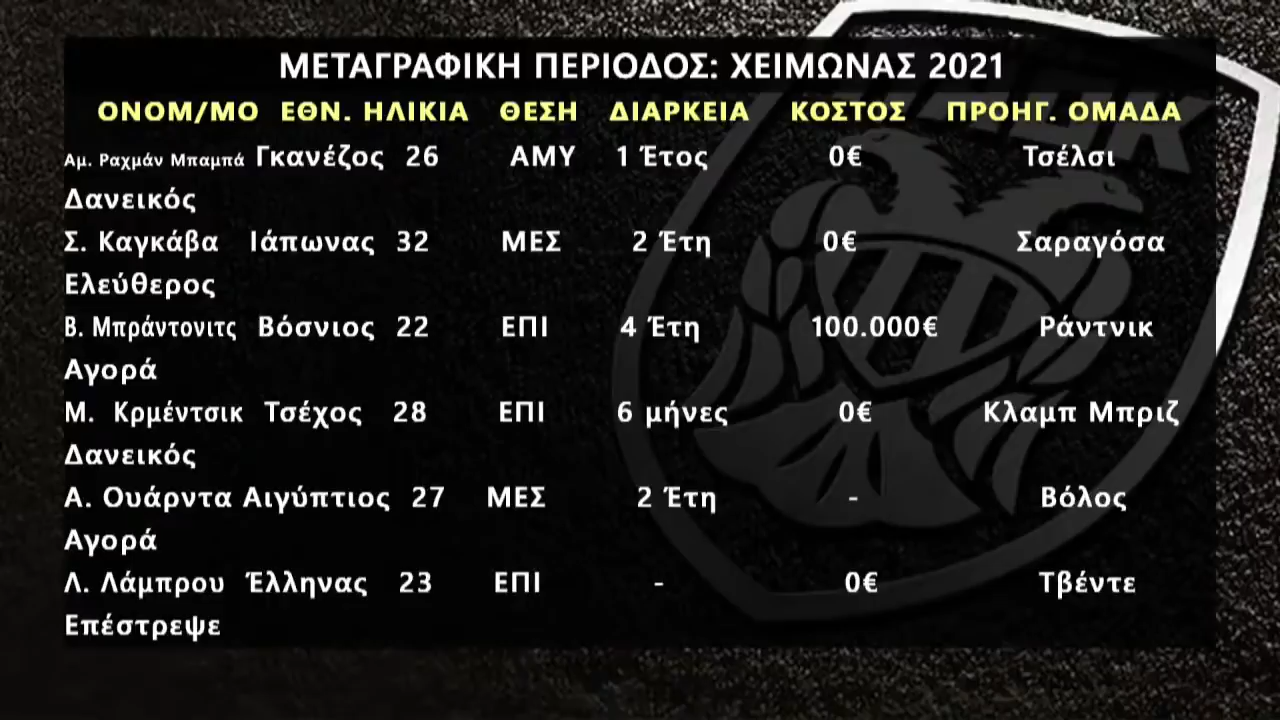 ΜΕΤΑΓΡΑΦΙΚΗ ΠΕΡΙΟΔΟΣ: ΧΕΙΜΩΝΑΣ 2021
ΟΝΟΜ/ΜΟ ΕΘΝ. ΗΛΙΚΙΑ ΘΕΣΗ ΔΙΑΡΚΕΙΑ ΚΟΣΤΟΣ ΠΡΟΗΓ. ΟΜΑΔΑ
Αμ. Ραχμάν Μπαμπά Γκανέζος 26 ΑΜΥ 1 Έτος 0€ Τσέλσι
Δανεικός
Σ. Καγκάβα Ιάπωνας 32 ΜΕΣ 2 Έτη 0€ Σαραγόσα
Ελεύθερος
Β. Μπράντονιτς Βόσνιος 22 ΕΠΙ 4 Έτη 100.000€ Ράντνικ
Αγορά
Μ. Κρμέντσικ Τσέχος 28 ΕΠΙ 6 μήνες 0€ Κλαμπ Μπριζ
Δανεικός
Α. Ουάρντα Αιγύπτιος 27 ΜΕΣ 2 Έτη - Βόλος
Αγορά
Λ. Λάμπρου Έλληνας 23 ΕΠΙ - 0€ Τβέντε
Επέστρεψε